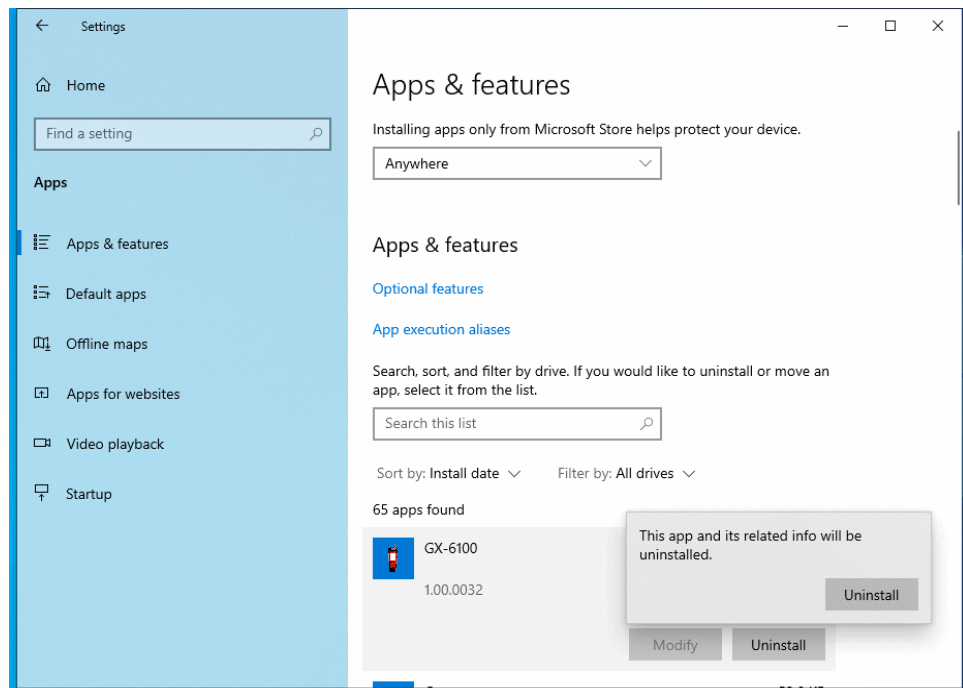 Settings
Home
Find a setting
Apps
Apps & features
Default apps
Offline maps
Apps for websites
Video playback
Startup
Apps & features
Installing apps only from Microsoft Store helps protect your device.
Anywhere
Apps & features
Optional features
App execution aliases
Search, sort, and filter by drive. If you would like to uninstall or move an
app, select it from the list.
Search this list
Sort by: Install date Filter by: All drives
65 apps found
GX-6100
1.00.0032
This app and its related info will be
uninstalled.
Uninstall
Modify Uninstall